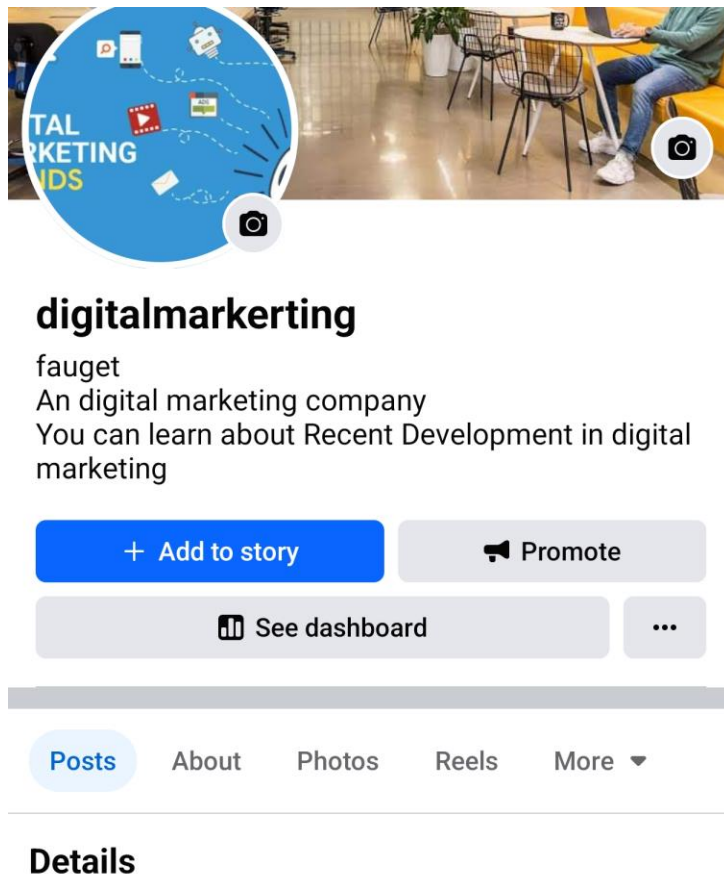 TAL
RKETING
NDS
ADS
digitalmarkerting
fauget
An digital marketing company
You can learn about Recent Development in digital
marketing
+ Add to story
Promote
See dashboard
Posts About Photos Reels More
Details